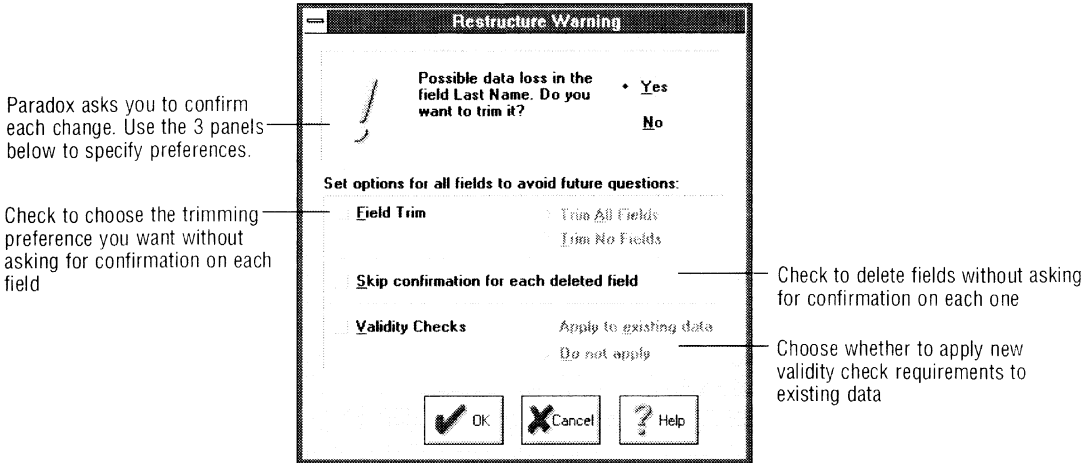 Restructure Warning
Possible data loss in the
field Last Name. Do you
want to trim it?
Yes
No
Paradox asks you to confirm
each change. Use the 3 panels
below to specify preferences.
Set options for all fields to avoid future questions:
Check to choose the trimming
preference you want without
asking for confirmation on each
field
Field Trim
Trim All Fields
Trim No Fields
Skip confirmation for each deleted field
Check to delete fields without asking
for confirmation on each one
Validity Checks
Apply to existing data
Do not apply
Choose whether to apply new
validity check requirements to
existing data
OK
Cancel
Help